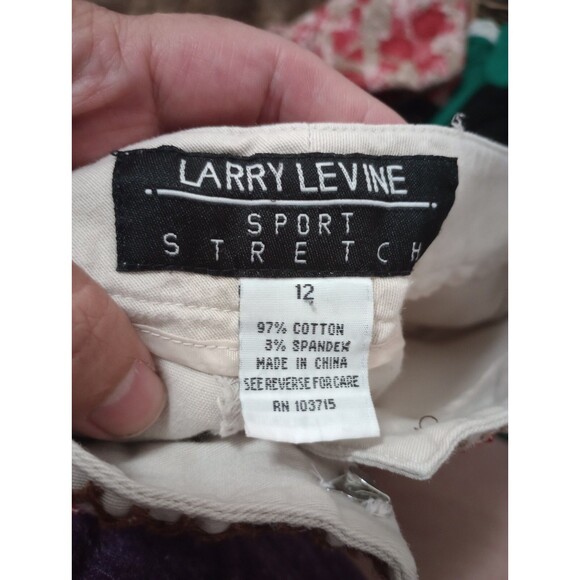 LARRY LEVINE
SPORT
STRETCH
12
97% COTTON
3% SPANDEX
MADE IN CHINA
SEE REVERSE FOR CARE
RN 103715